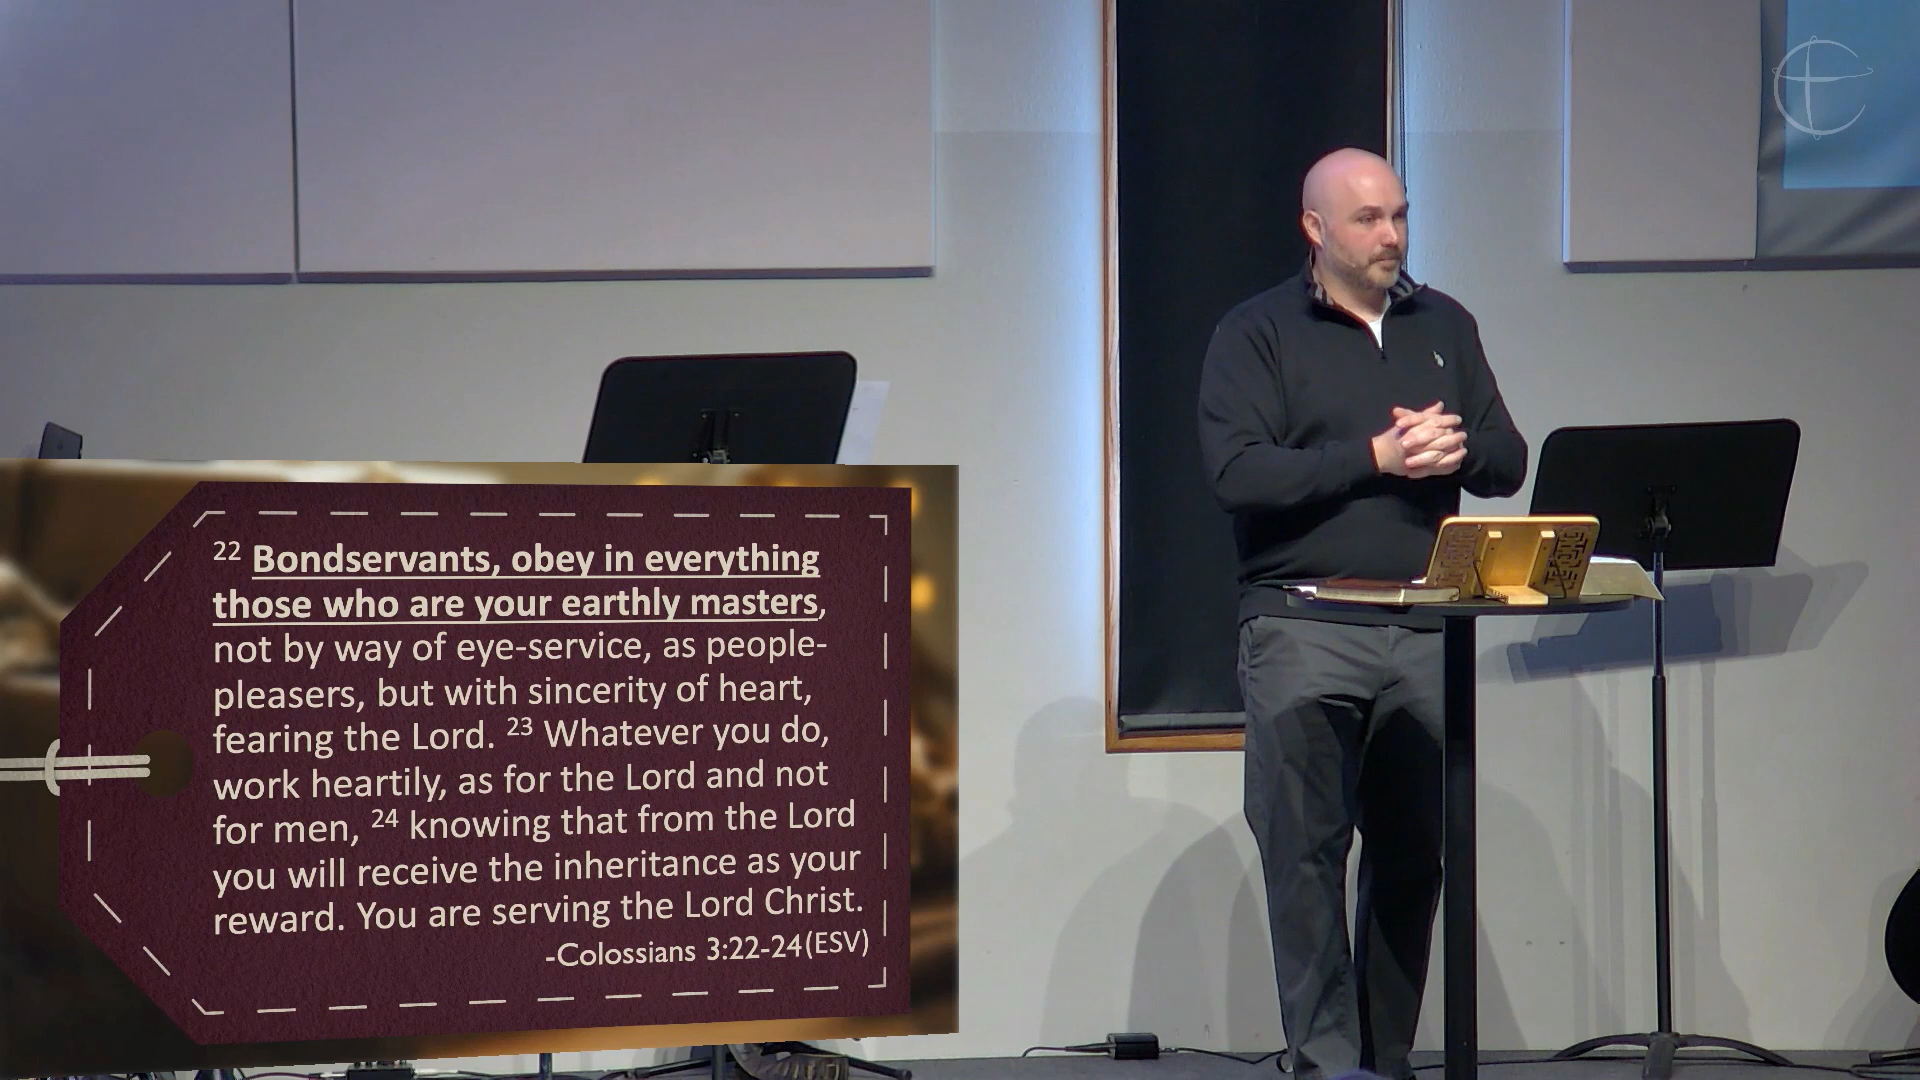 22 Bondservants, obey in everything
those who are your earthly masters,
not by way of eye-service, as people-
pleasers, but with sincerity of heart,
fearing the Lord. 23 Whatever you do,
work heartily, as for the Lord and not
for men, 24 knowing that from the Lord
you will receive the inheritance as your
reward. You are serving the Lord Christ.
-Colossians 3:22-24(ESV)